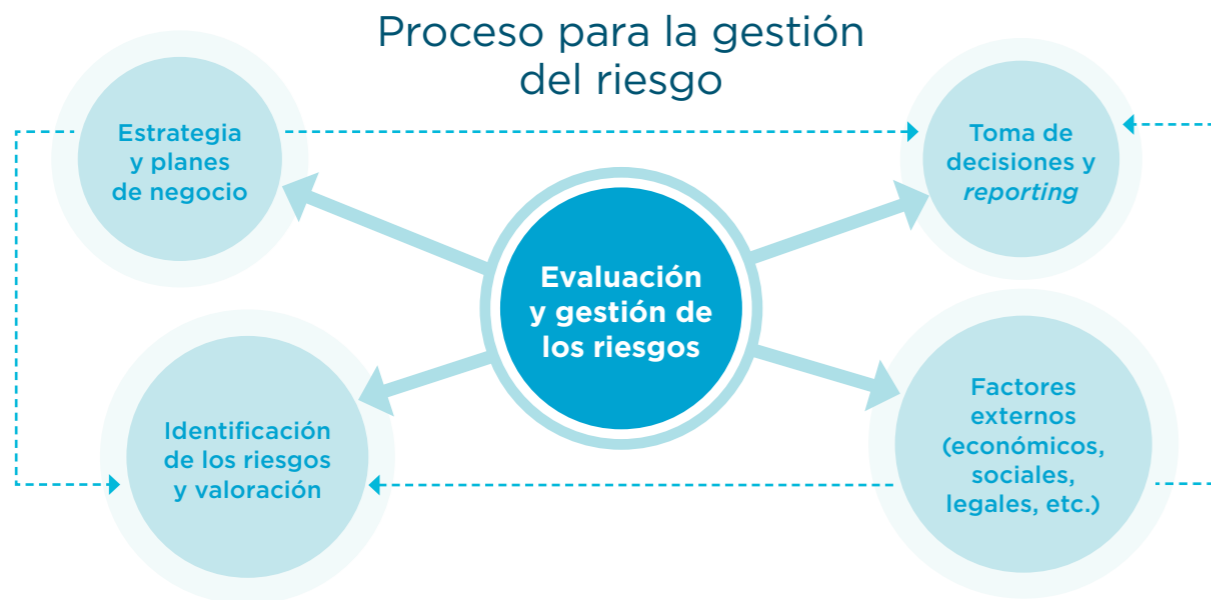 Proceso para la gestión
del riesgo
Estrategia
y planes
de negocio
Toma de
decisiones y
reporting
Evaluación
y gestión de
los riesgos
Identificación
de los riesgos
y valoración
Factores
externos
(económicos,
sociales,
legales, etc.)